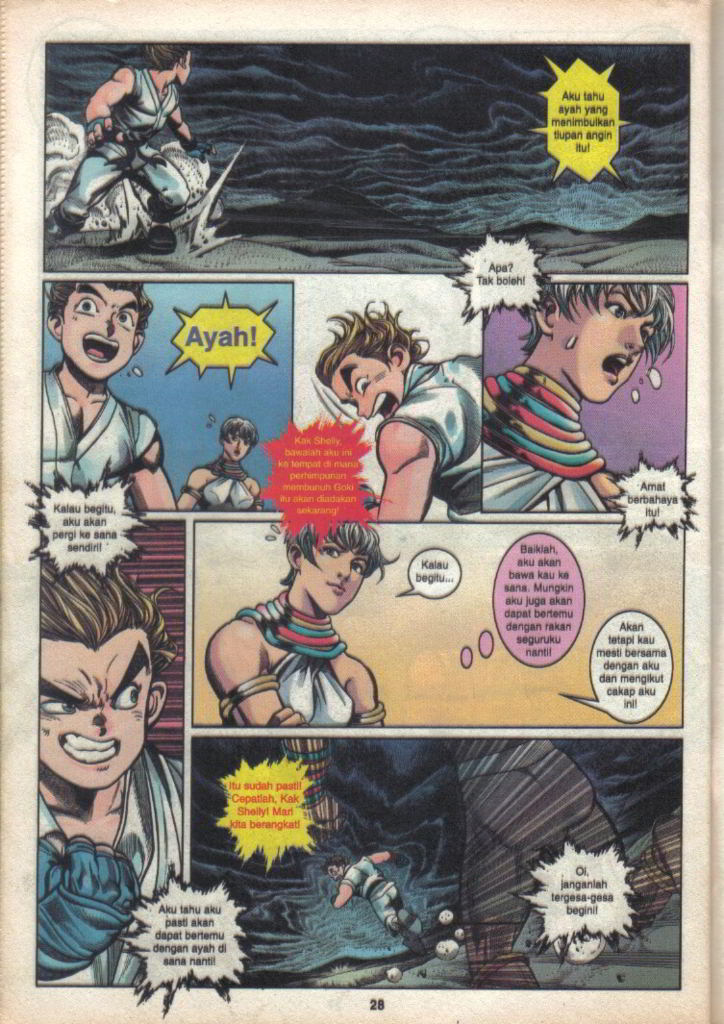 Aku tahu
ayah yang
menimbulkan
tiupan angin
itu!
Ayah!
Kak Shelly,
bawalah aku ini
ke tempat di mana
perhimpunan
membunuh Goki
itu akan diadakan
sekarang!
Apa?
Tak boleh!
Amat
berbahaya
itu!
Kalau begitu,
aku akan
pergi ke sana
sendiri!
Aku tahu aku
pasti akan
dapat bertemu
dengan ayah di
sana nanti!
Kalau
begitu...
Baiklah,
aku akan
bawa kau ke
sana. Mungkin
aku juga akan
dapat bertemu
dengan rakan
seguruku
nanti!
Akan
tetapi kau
mesti bersama
dengan aku
dan mengikut
cakap aku
ini!
Itu sudah pasti!
Cepatlah, Kak
Shelly! Mari
kita berangkat!
Oi,
janganlah
tergesa-gesa
begini!
28